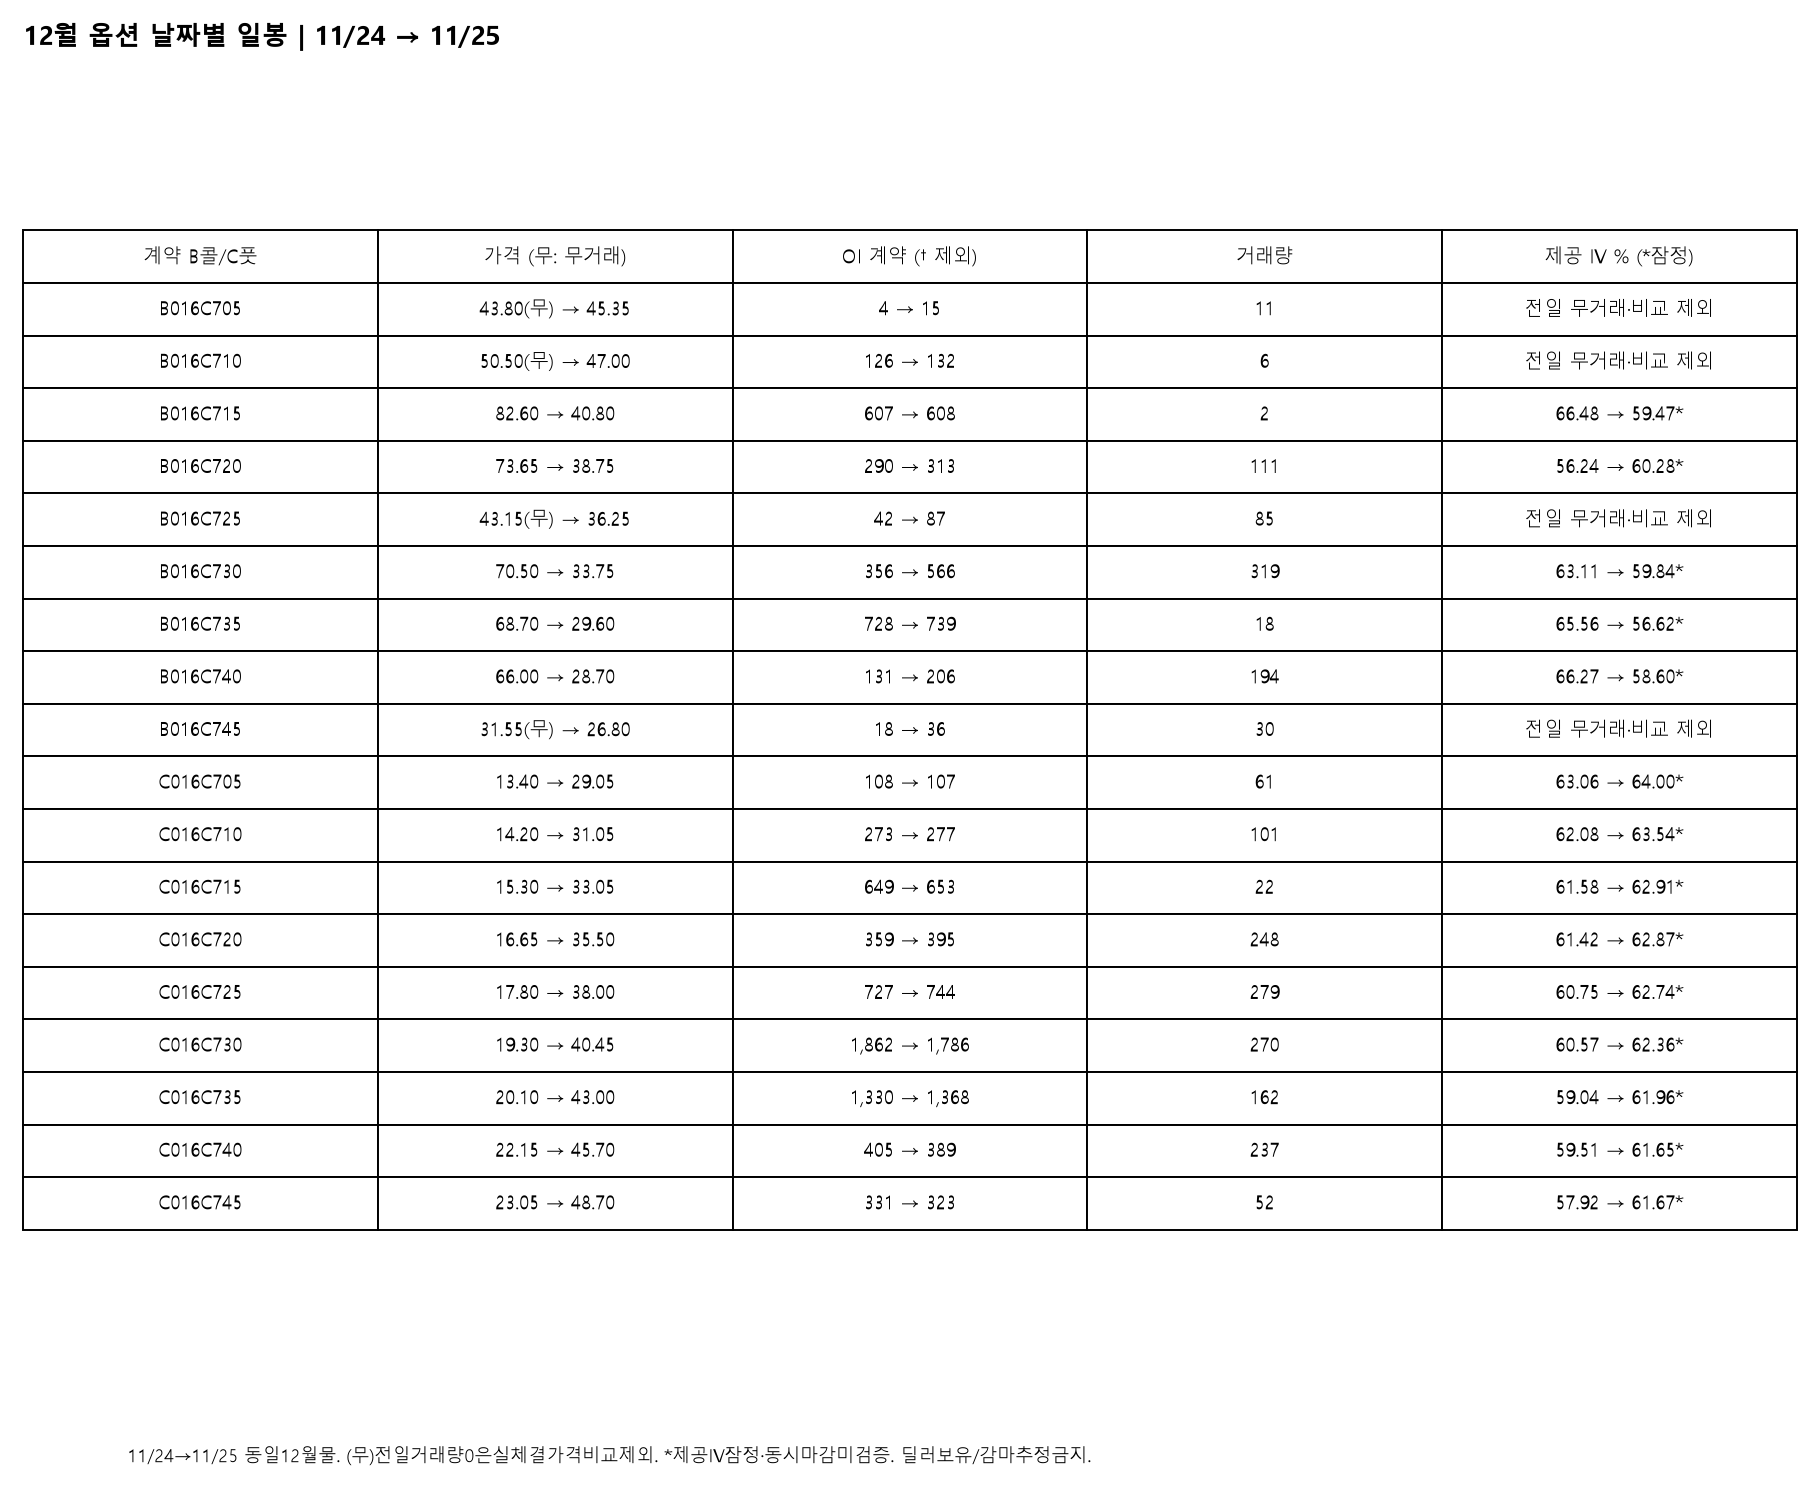 12월 옵션 날짜별 일봉 | 11/24 → 11/25
계약 B콜/C풋 가격 (무: 무거래) OI 계약 († 제외) 거래량 제공 IV % (*잠정)
B016C705 43.80(무) → 45.35 4 → 15 11 전일 무거래·비교 제외
B016C710 50.50(무) → 47.00 126 → 132 6 전일 무거래·비교 제외
B016C715 82.60 → 40.80 607 → 608 2 66.48 → 59.47*
B016C720 73.65 → 38.75 290 → 313 111 56.24 → 60.28*
B016C725 43.15(무) → 36.25 42 → 87 85 전일 무거래·비교 제외
B016C730 70.50 → 33.75 356 → 566 319 63.11 → 59.84*
B016C735 68.70 → 29.60 728 → 739 18 65.56 → 56.62*
B016C740 66.00 → 28.70 131 → 206 194 66.27 → 58.60*
B016C745 31.55(무) → 26.80 18 → 36 30 전일 무거래·비교 제외
C016C705 13.40 → 29.05 108 → 107 61 63.06 → 64.00*
C016C710 14.20 → 31.05 273 → 277 101 62.08 → 63.54*
C016C715 15.30 → 33.05 649 → 653 22 61.58 → 62.91*
C016C720 16.65 → 35.50 359 → 395 248 61.42 → 62.87*
C016C725 17.80 → 38.00 727 → 744 279 60.75 → 62.74*
C016C730 19.30 → 40.45 1,862 → 1,786 270 60.57 → 62.36*
C016C735 20.10 → 43.00 1,330 → 1,368 162 59.04 → 61.96*
C016C740 22.15 → 45.70 405 → 389 237 59.51 → 61.65*
C016C745 23.05 → 48.70 331 → 323 52 57.92 → 61.67*
11/24→11/25 동일12월물. (무)전일거래량0은실체결가격비교제외. *제공IV잠정·동시마감미검증. 딜러보유/감마추정금지.